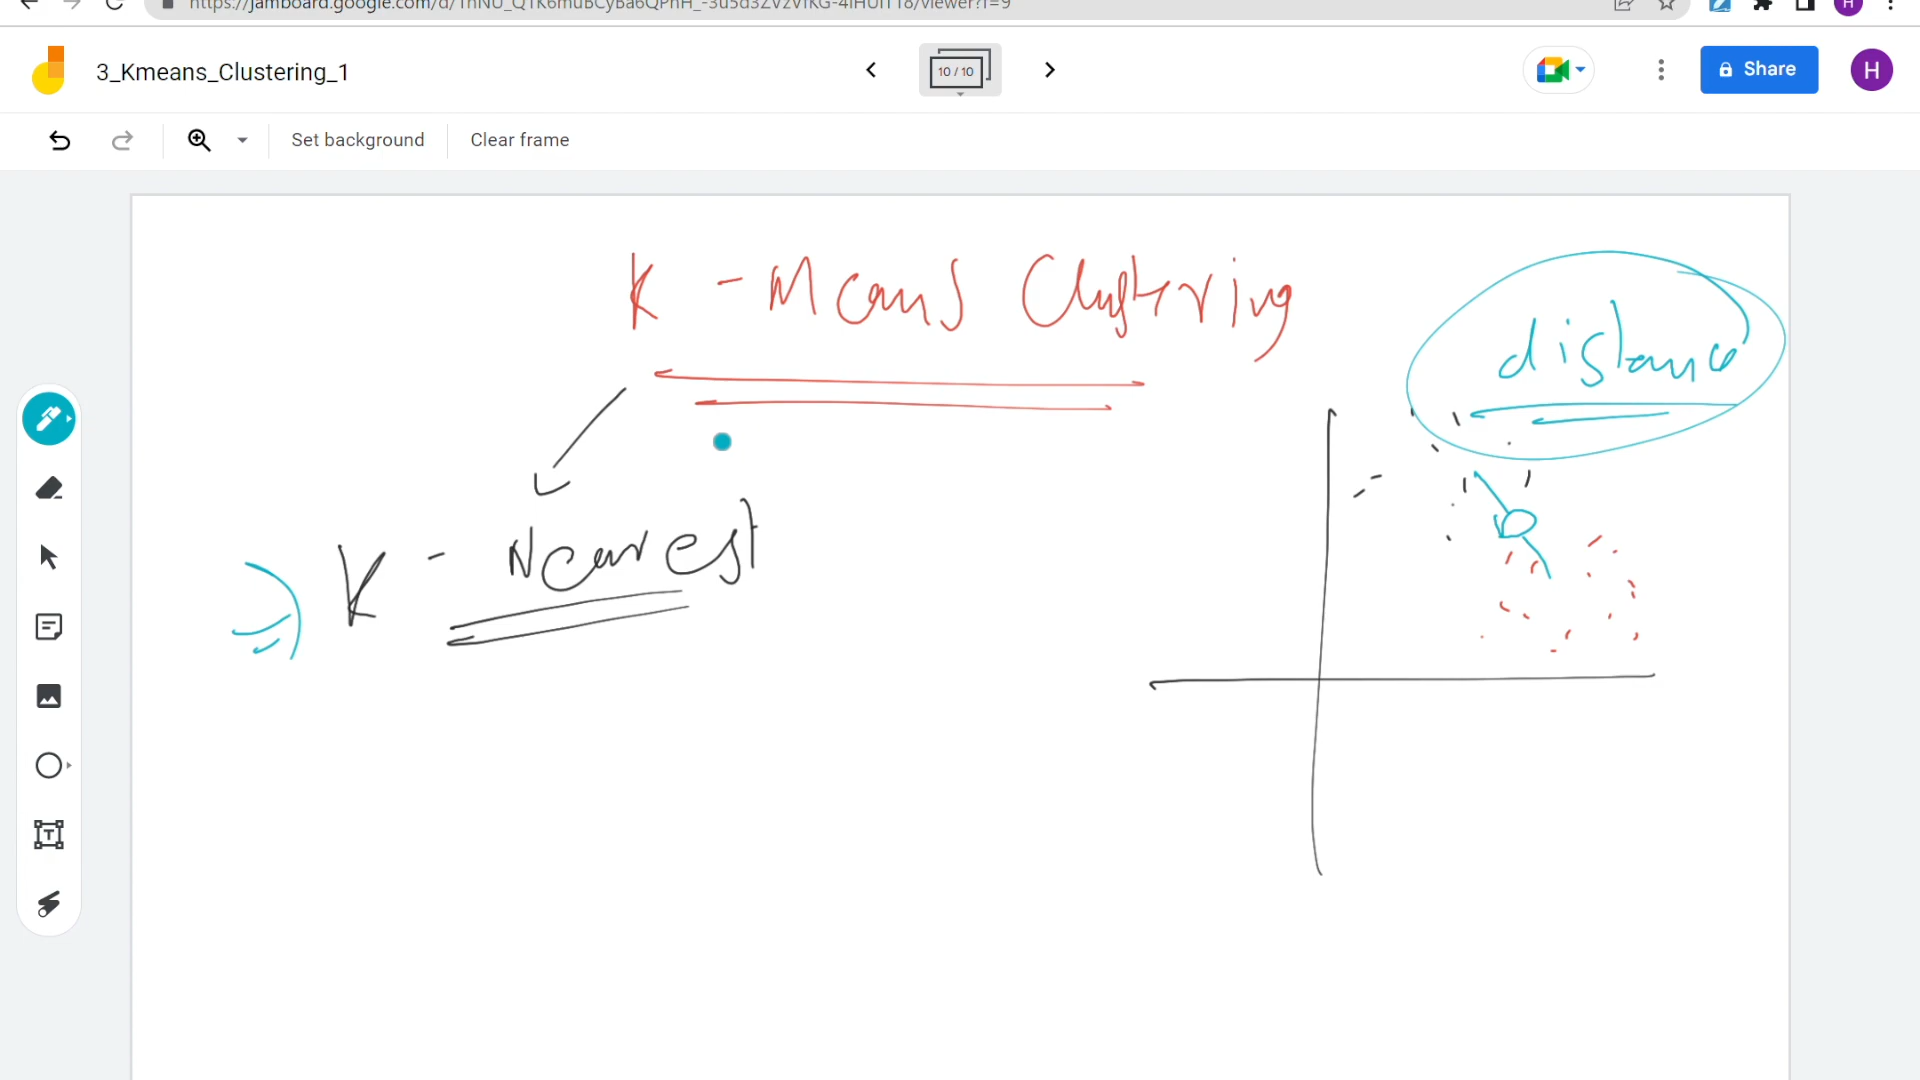 3_Kmeans_Clustering_1
10 / 10
Share
H
Set background
Clear frame
K - Means Clustering
distance
K - Nearest